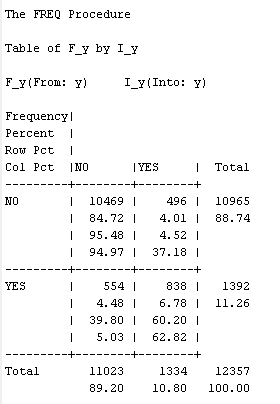 The FREQ Procedure
Table of F_y by I_y
F_y(From: y)     I_y(Into: y)
Frequency|
Percent  |
Row Pct  |
Col Pct  |NO      |YES     |  Total
---------+--------+--------+
NO       |  10469 |    496 |  10965
         |  84.72 |   4.01 |  88.74
         |  95.48 |   4.52 |
         |  94.97 |  37.18 |
---------+--------+--------+
YES      |    554 |    838 |   1392
         |   4.48 |   6.78 |  11.26
         |  39.80 |  60.20 |
         |   5.03 |  62.82 |
---------+--------+--------+
Total       11023     1334    12357
            89.20    10.80   100.00